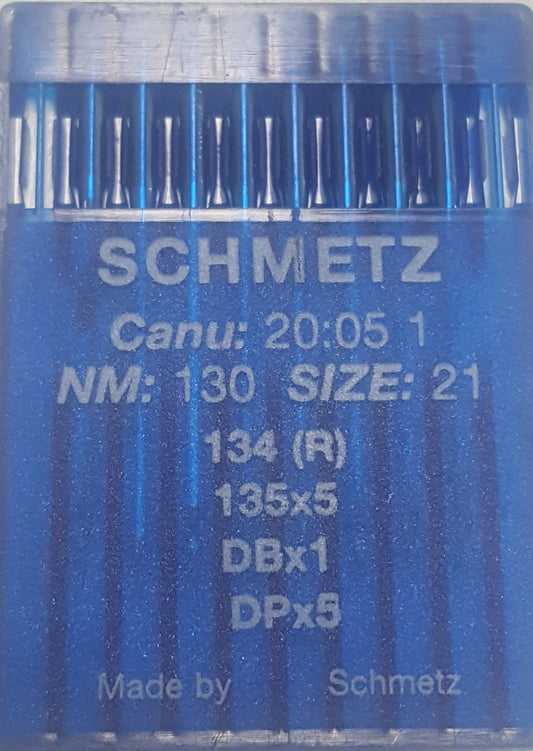 SCHMETZ
Canu: 20:05 1
NM: 130 SIZE: 21
134 (R)
135x5
DBx1
DPx5
Made by Schmetz